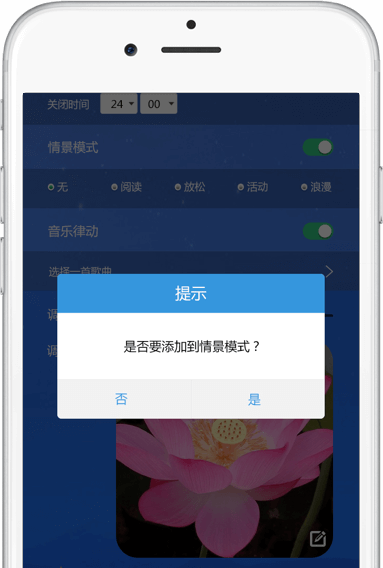 关闭时间 24 00
情景模式
无 阅读 放松 活动 浪漫
音乐律动
选择一首歌曲
调
提示
调
是否要添加到情景模式？
否 是